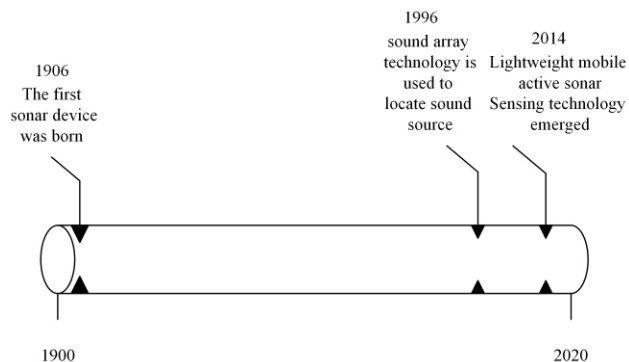 1906
The first
sonar device
was born
1996
sound array
technology is
used to
locate sound
source
2014
Lightweight mobile
active sonar
Sensing technology
emerged
1900
2020